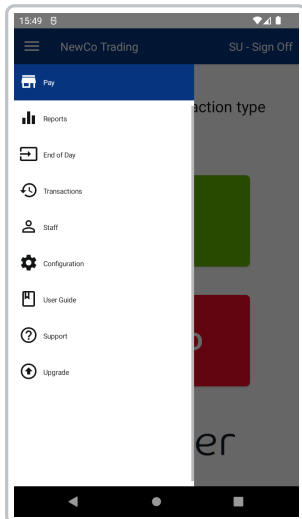 15:49
NewCo Trading
SU - Sign Off
Pay
action type
Reports
End of Day
Transactions
Staff
Configuration
User Guide
Support
Upgrade
er